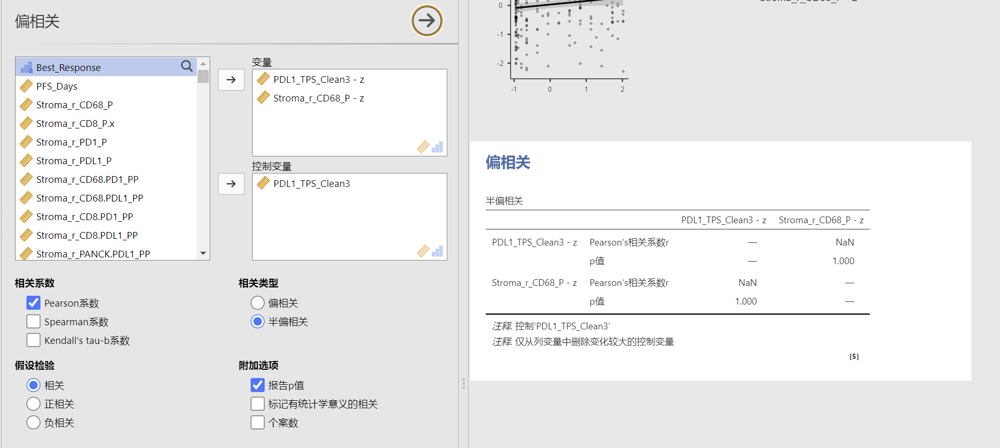 偏相关
Best_Response
PFS_Days
Stroma_r_CD68_P
Stroma_r_CD8_P.x
Stroma_r_PD1_P
Stroma_r_PDL1_P
Stroma_r_CD68.PD1_PP
Stroma_r_CD68.PDL1_PP
Stroma_r_CD8.PD1_PP
Stroma_r_CD8.PDL1_PP
Stroma_r_PANCK.PDL1_PP
变量
PDL1_TPS_Clean3 - z
Stroma_r_CD68_P - z
控制变量
PDL1_TPS_Clean3
相关系数
Pearson系数
Spearman系数
Kendall's tau-b系数
相关类型
偏相关
半偏相关
假设检验
相关
正相关
负相关
附加选项
报告p值
标记有统计学意义的相关
个案数
0
-1
-2
-1 0 1 2
偏相关
半偏相关
PDL1_TPS_Clean3 - z Stroma_r_CD68_P - z
PDL1_TPS_Clean3 - z Pearson's相关系数r — NaN
p值 — 1.000
Stroma_r_CD68_P - z Pearson's相关系数r NaN —
p值 1.000 —
注释. 控制'PDL1_TPS_Clean3'
注释. 仅从列变量中删除变化较大的控制变量
[5]